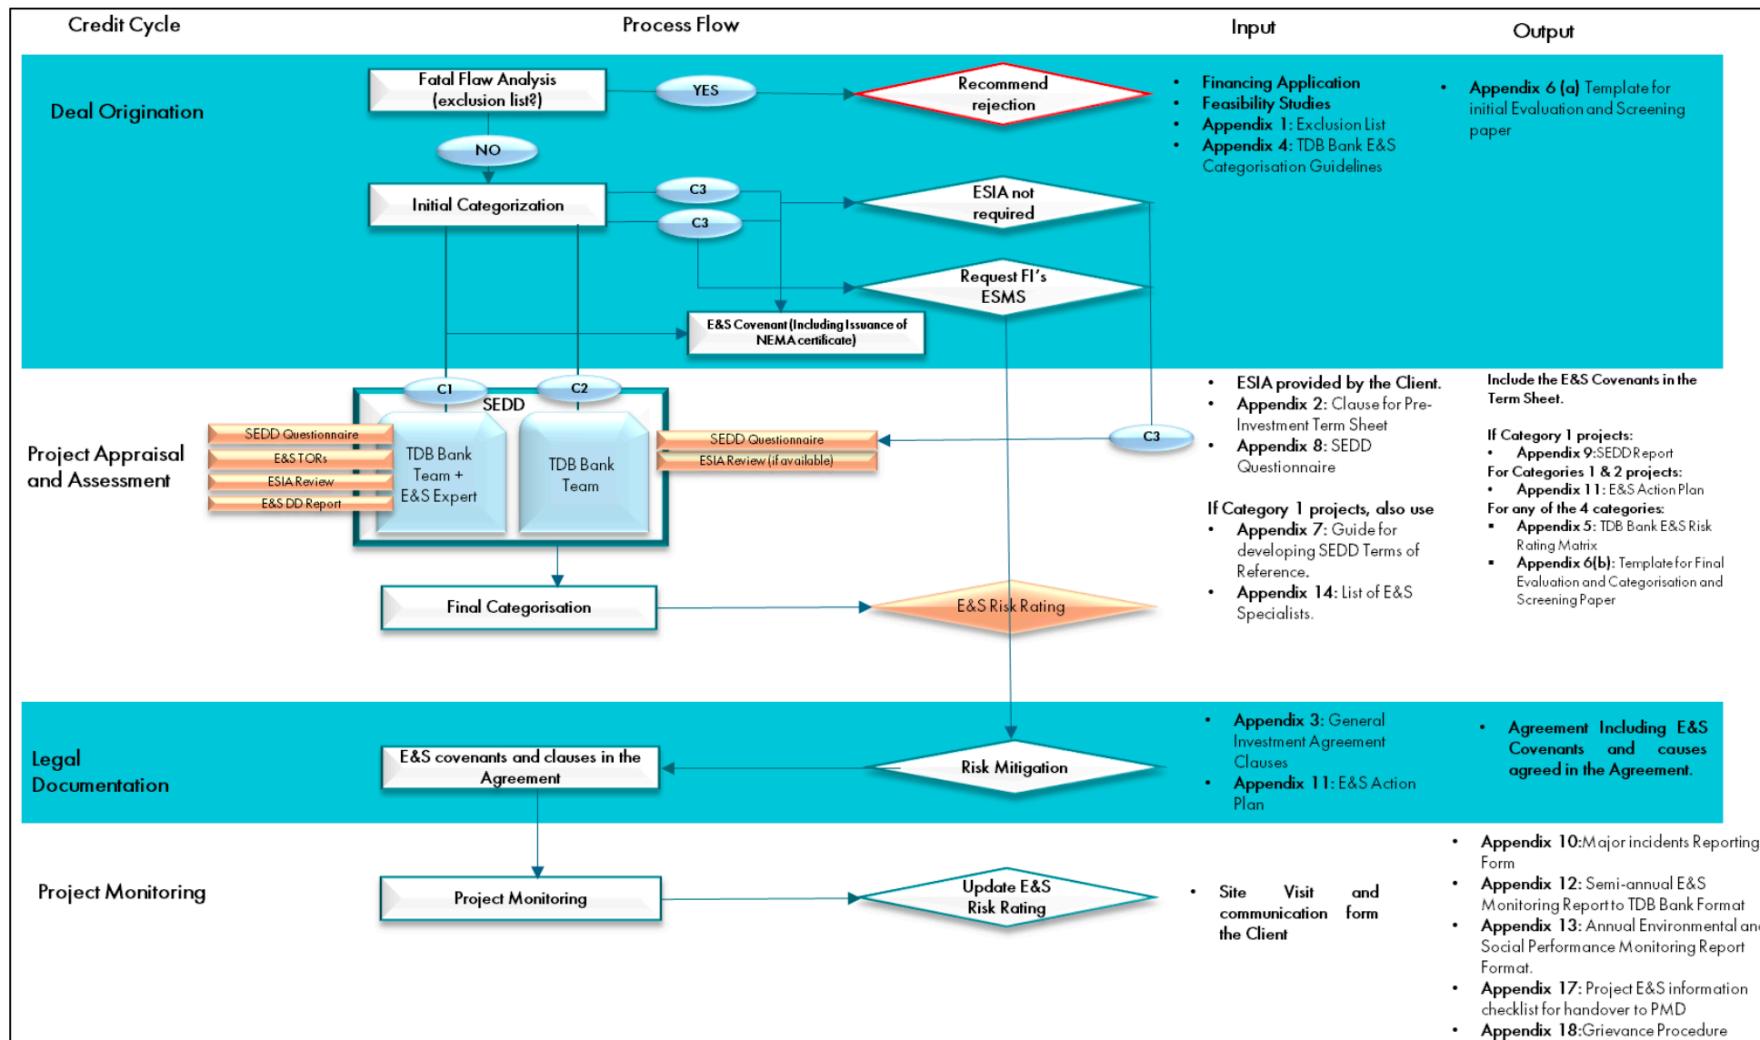 Credit Cycle
Process Flow
Input
Output
Deal Origination
Fatal Flaw Analysis
(exclusion list?)
YES
Recommend
rejection
NO
Initial Categorization
C3
C3
ESIA not
required
Request FI's
ESMS
E&S Covenant (Including Issuance of
NEMA certificate)
• Financing Application
• Feasibility Studies
• Appendix 1: Exclusion List
• Appendix 4: TDB Bank E&S
Categorisation Guidelines
• Appendix 6 (a) Template for
initial Evaluation and Screening
paper
Project Appraisal
and Assessment
C1
C2
SEDD
SEDD Questionnaire
E&S TORs
ESIA Review
E&S DD Report
TDB Bank
Team +
E&S Expert
TDB Bank
Team
SEDD Questionnaire
ESIA Review (if available)
C3
Final Categorisation
E&S Risk Rating
• ESIA provided by the Client.
• Appendix 2: Clause for Pre-
Investment Term Sheet
• Appendix 8: SEDD
Questionnaire
If Category 1 projects, also use
• Appendix 7: Guide for
developing SEDD Terms of
Reference.
• Appendix 14: List of E&S
Specialists.
Include the E&S Covenants in the
Term Sheet.
If Category 1 projects:
• Appendix 9:SEDD Report
For Categories 1 & 2 projects:
• Appendix 11: E&S Action Plan
For any of the 4 categories:
▪ Appendix 5: TDB Bank E&S Risk
Rating Matrix
▪ Appendix 6(b): Template for Final
Evaluation and Categorisation and
Screening Paper
Legal
Documentation
E&S covenants and clauses in the
Agreement
Risk Mitigation
• Appendix 3: General
Investment Agreement
Clauses
• Appendix 11: E&S Action
Plan
• Agreement Including E&S
Covenants and causes
agreed in the Agreement.
Project Monitoring
Project Monitoring
Update E&S
Risk Rating
• Site Visit and
communication form
the Client
• Appendix 10:Major incidents Reporting
Form
• Appendix 12: Semi-annual E&S
Monitoring Report to TDB Bank Format
• Appendix 13: Annual Environmental and
Social Performance Monitoring Report
Format.
• Appendix 17: Project E&S information
checklist for handover to PMD
• Appendix 18:Grievance Procedure